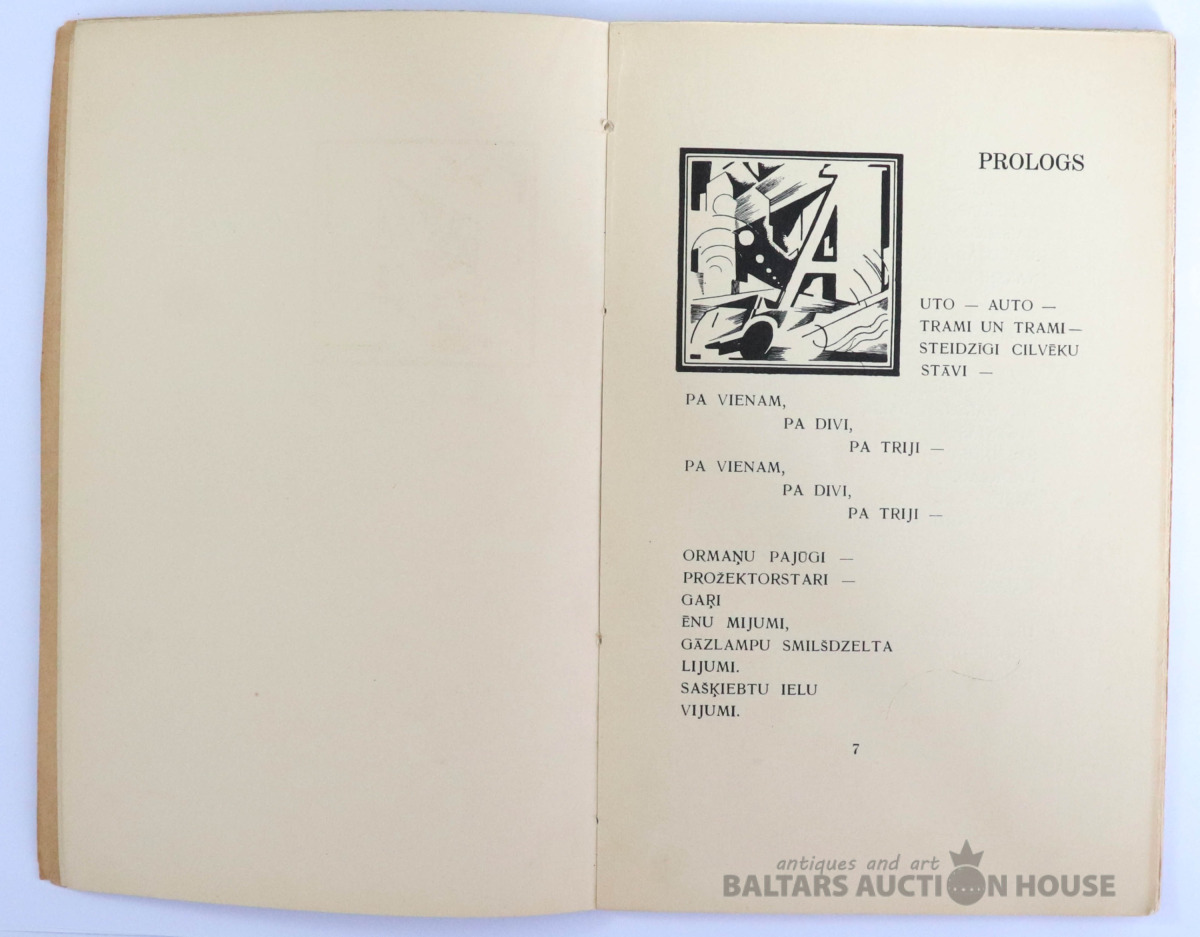 PROLOGS
A
UTO — AUTO —
TRAMI UN TRAMI —
STEIDZĪGI CILVĒKU
STĀVI —
PA VIENAM,
PA DIVI,
PA TRIJI —
PA VIENAM,
PA DIVI,
PA TRIJI —
ORMAŅU PAJŪGI —
PROŽEKTORSTARI —
GAŖI
ĒNU MIJUMI,
GĀZLAMPU SMILŠDZELTA
LIJUMI.
SAŠĶIEBTU IELU
VIJUMI.
7
antiques and art
BALTARS AUCTION HOUSE